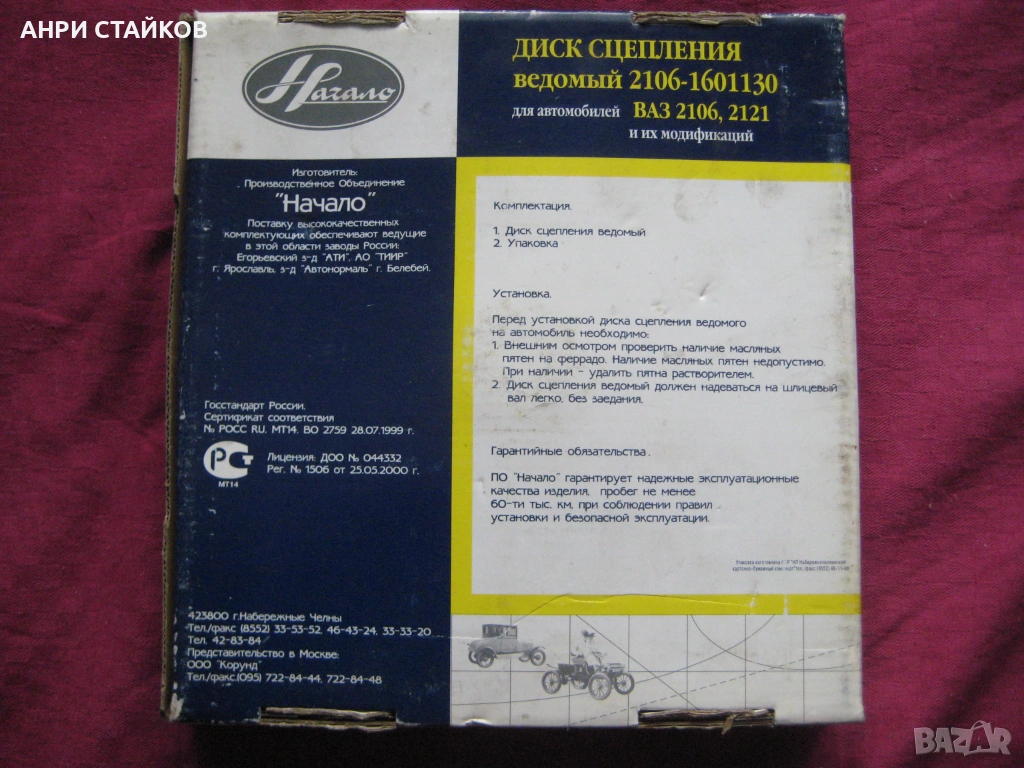 АНРИ СТАЙКОВ
Начало
ДИСК СЦЕПЛЕНИЯ
ведомый 2106-1601130
для автомобилей ВАЗ 2106, 2121
и их модификаций
Изготовитель:
Производственное Объединение
"Начало"
Поставку высококачественных
комплектующих обеспечивают ведущие
в этой области заводы России:
Егорьевский з-д "АТИ", АО "ТИИР"
г. Ярославль, з-д "Автонормаль" г. Белебей.
Госстандарт России.
Сертификат соответствия
№ РОСС RU. МТ14. ВО 2759 28.07.1999 г.
РСТ
МТ14
Лицензия: ДОО № 044332
Рег. № 1506 от 25.05.2000 г.
423800 г.Набережные Челны
Тел./факс (8552) 33-53-52, 46-43-24, 33-33-20
Тел. 42-83-84
Представительство в Москве:
ООО "Корунд"
Тел./факс.(095) 722-84-44, 722-84-48
Комплектация.
1. Диск сцепления ведомый
2. Упаковка
Установка.
Перед установкой диска сцепления ведомого
на автомобиль необходимо:
1. Внешним осмотром проверить наличие масляных
пятен на феррадо. Наличие масляных пятен недопустимо.
При наличии - удалить пятна растворителем.
2. Диск сцепления ведомый должен надеваться на шлицевый
вал легко, без заедания.
Гарантийные обязательства.
ПО "Начало" гарантирует надежные эксплуатационные
качества изделия, пробег не менее
60-ти тыс. км, при соблюдении правил
установки и безопасной эксплуатации.
Упаковка изготовлена
BAZAR